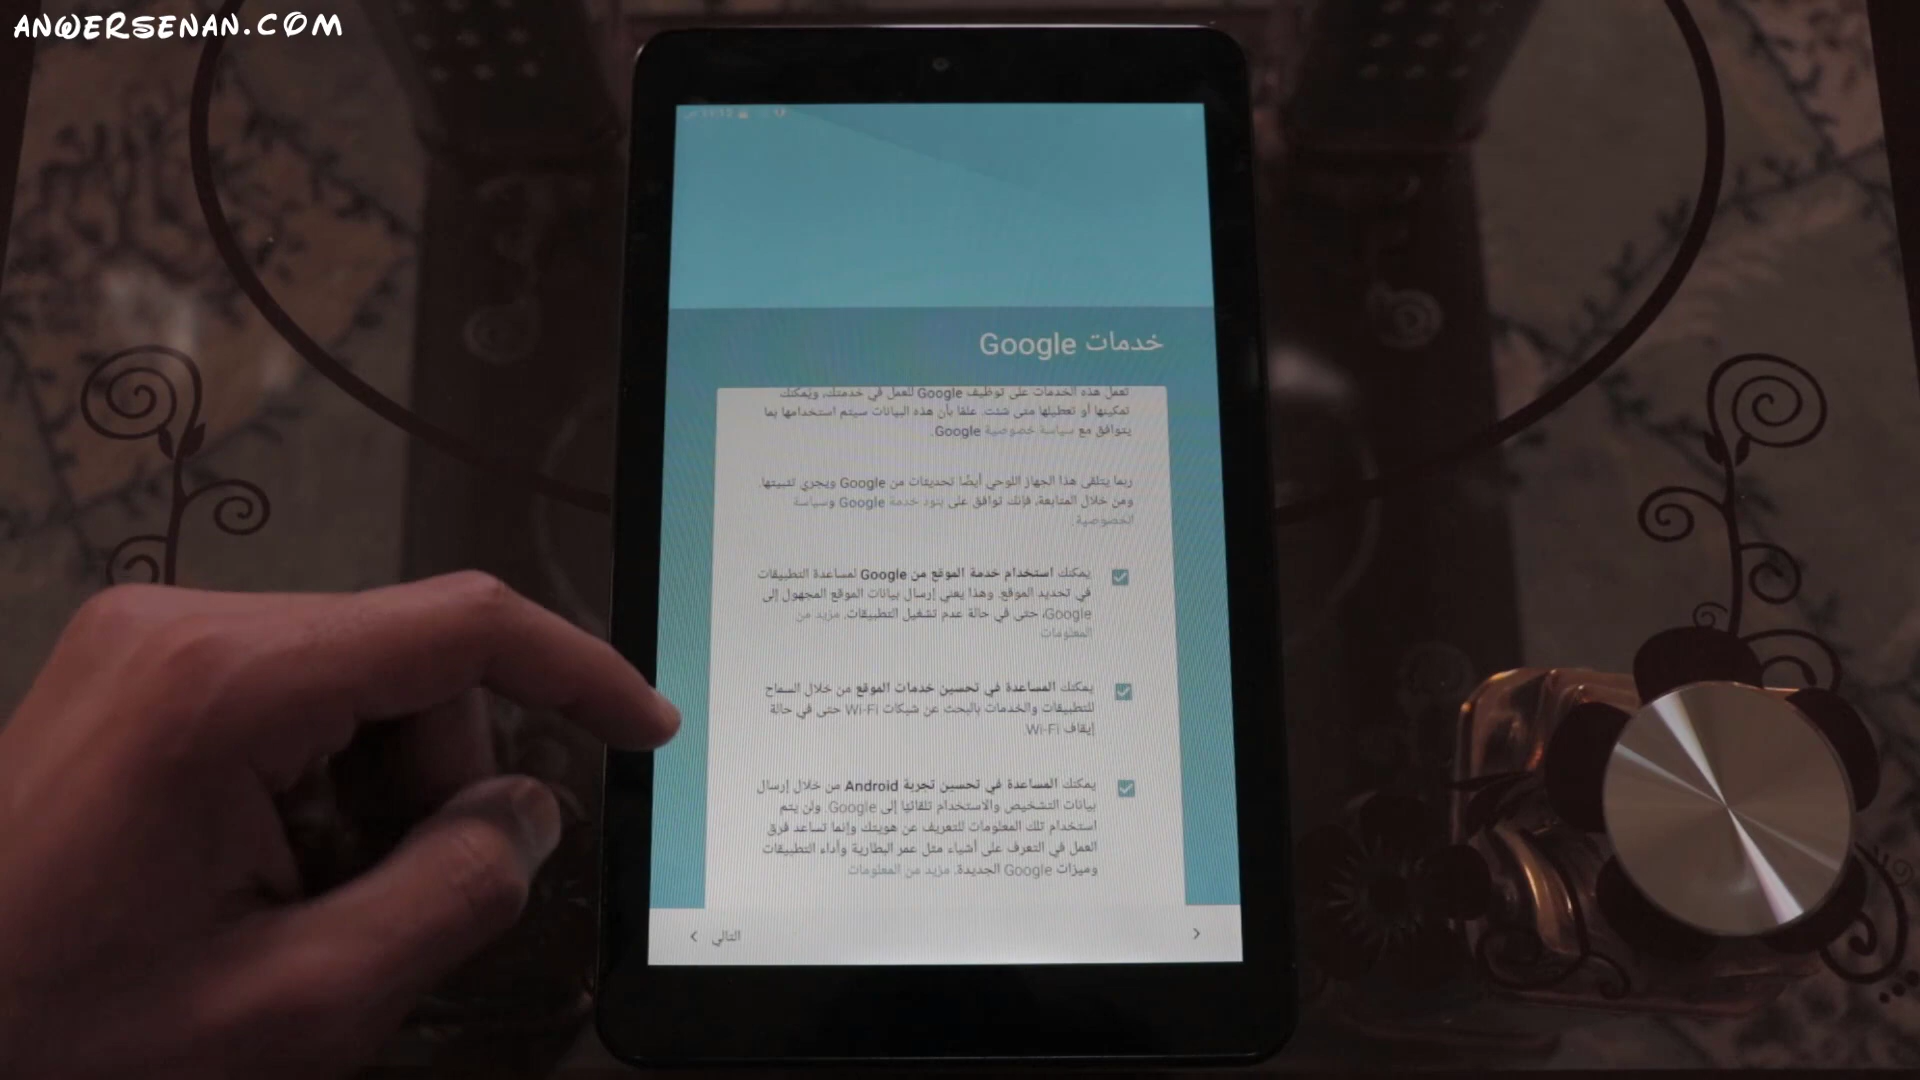 ANWERSENAN.COM
11:12
خدمات Google
تعمل هذه الخدمات على توظيف Google للعمل في خدمتك، ويمكنك
تمكينها أو تعطيلها متى شئت. علمًا بأن هذه البيانات سيتم استخدامها بما
يتوافق مع سياسة خصوصية Google.
ربما يتلقى هذا الجهاز اللوحي أيضًا تحديثات من Google ويجري تثبيتها.
ومن خلال المتابعة، فإنك توافق على بنود خدمة Google وسياسة
الخصوصية.
يمكنك استخدام خدمة الموقع من Google لمساعدة التطبيقات
في تحديد الموقع. وهذا يعني إرسال بيانات الموقع المجهول إلى
Google، حتى في حالة عدم تشغيل التطبيقات. مزيد من
المعلومات
يمكنك المساعدة في تحسين خدمات الموقع من خلال السماح
للتطبيقات والخدمات بالبحث عن شبكات Wi-Fi حتى في حالة
إيقاف Wi-Fi.
يمكنك المساعدة في تحسين تجربة Android من خلال إرسال
بيانات التشخيص والاستخدام تلقائيًا إلى Google. ولن يتم
استخدام تلك المعلومات للتعريف عن هويتك وإنما تساعد فرق
العمل في التعرف على أشياء مثل عمر البطارية وأداء التطبيقات
وميزات Google الجديدة. مزيد من المعلومات
التالي